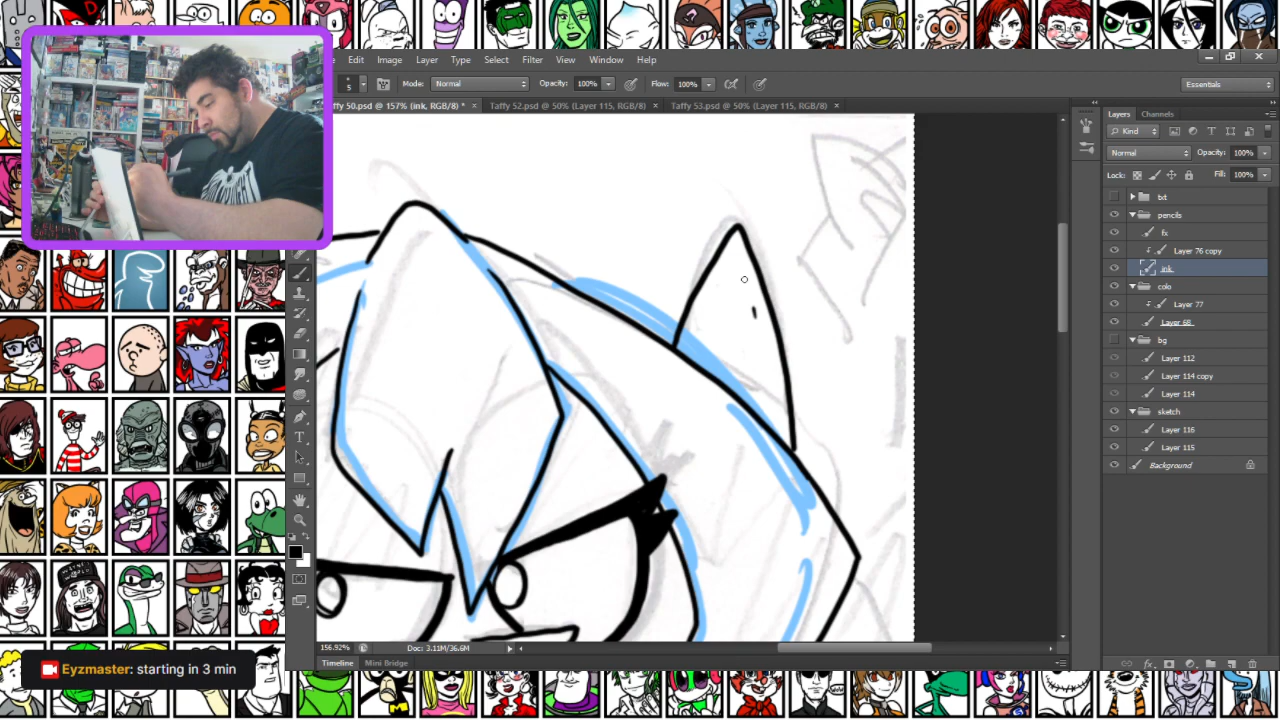 Edit Image Layer Type Select Filter View Window Help
5 Mode: Normal Opacity: 100% Flow: 100% Essentials
affy 50.psd @ 157% (ink, RGB/8) * × Taffy 52.psd @ 50% (Layer 115, RGB/8) × Taffy 53.psd @ 50% (Layer 115, RGB/8) ×
Layers Channels
Kind
Normal Opacity: 100%
Lock: Fill: 100%
txt
pencils
fx
Layer 76 copy
ink
colo
Layer 77
Layer 68
bg
Layer 112
Layer 114 copy
Layer 114
sketch
Layer 116
Layer 115
Background
156.92% Doc: 3.11M/36.6M
Timeline Mini Bridge
Eyzmaster: starting in 3 min